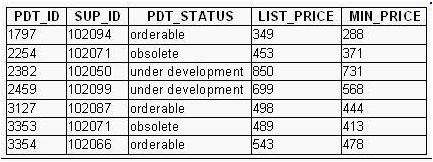 PDT_ID SUP_ID PDT_STATUS LIST_PRICE MIN_PRICE
1797 102094 orderable 349 288
2254 102071 obsolete 453 371
2382 102050 under development 850 731
2459 102099 under development 699 568
3127 102087 orderable 498 444
3353 102071 obsolete 489 413
3354 102066 orderable 543 478